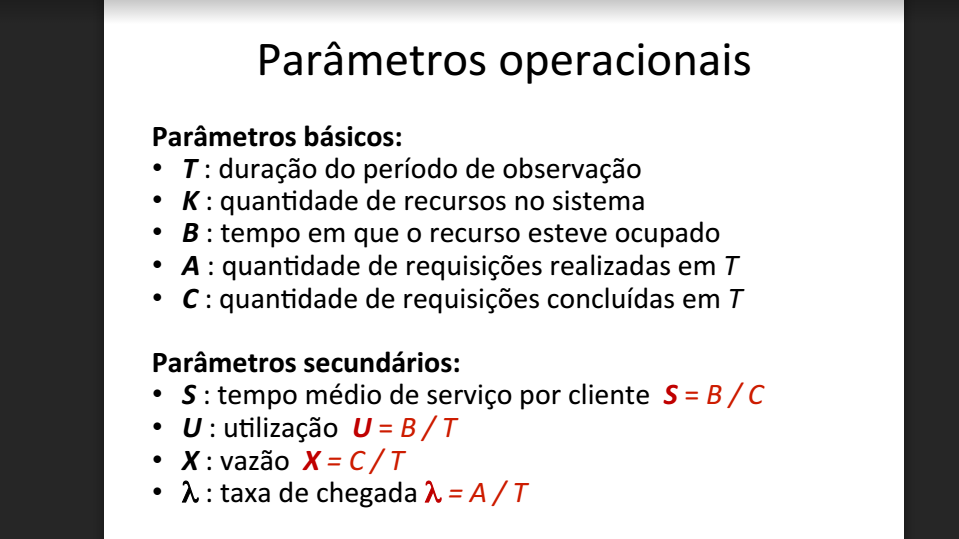 Parâmetros operacionais
Parâmetros básicos:
• T : duração do período de observação
• K : quantidade de recursos no sistema
• B : tempo em que o recurso esteve ocupado
• A : quantidade de requisições realizadas em T
• C : quantidade de requisições concluídas em T
Parâmetros secundários:
• S : tempo médio de serviço por cliente S = B / C
• U : utilização U = B / T
• X : vazão X = C / T
• λ : taxa de chegada λ = A / T